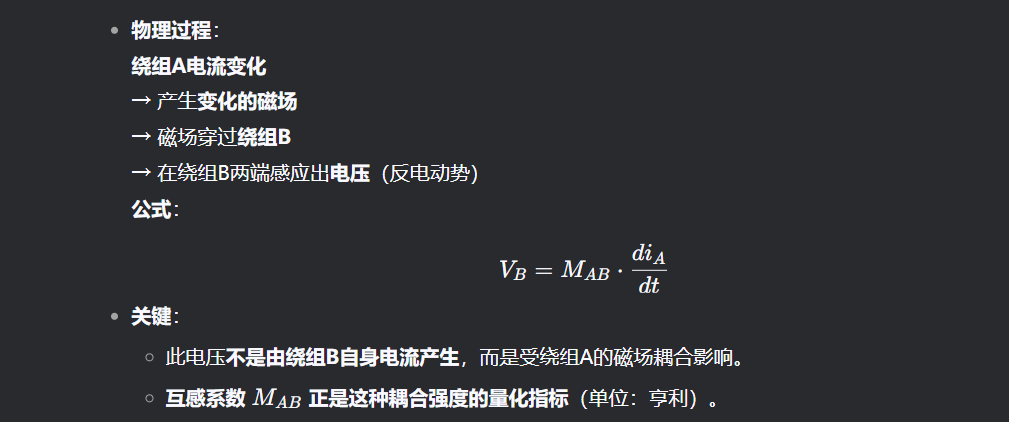 • 物理过程：
绕组A电流变化
→ 产生变化的磁场
→ 磁场穿过绕组B
→ 在绕组B两端感应出电压（反电动势）
公式：
V_B = M_{AB} · \frac{di_A}{dt}
• 关键：
○ 此电压不是由绕组B自身电流产生，而是受绕组A的磁场耦合影响。
○ 互感系数 M_{AB} 正是这种耦合强度的量化指标（单位：亨利）。